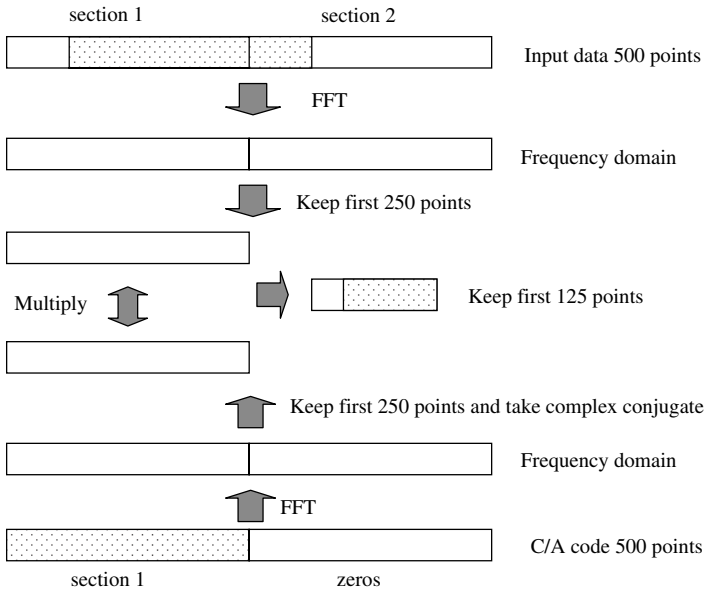 section 1
section 2
Input data 500 points
FFT
Frequency domain
Keep first 250 points
Multiply
Keep first 125 points
Keep first 250 points and take complex conjugate
Frequency domain
FFT
C/A code 500 points
section 1
zeros